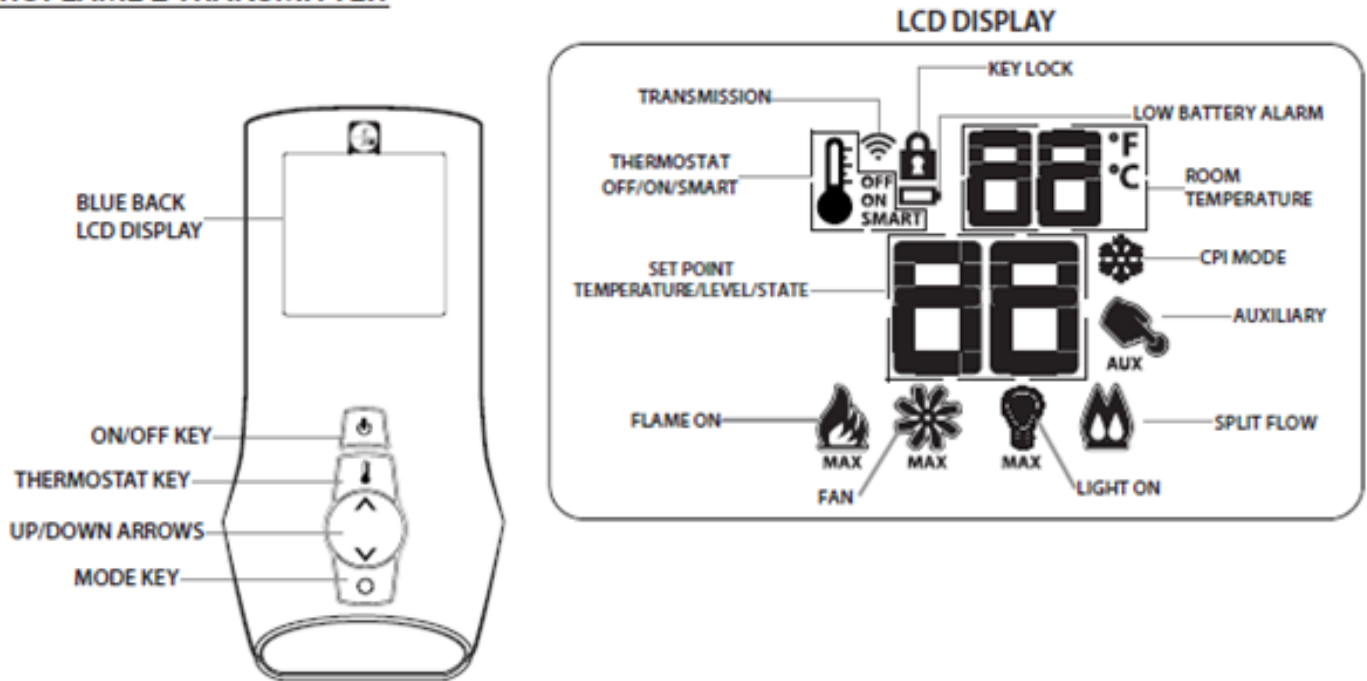 LCD DISPLAY
KEY LOCK
TRANSMISSION
LOW BATTERY ALARM
THERMOSTAT
OFF/ON/SMART
OFF
ON
SMART
88
°F
°C
ROOM
TEMPERATURE
BLUE BACK
LCD DISPLAY
SET POINT
TEMPERATURE/LEVEL/STATE
88
CPI MODE
AUXILIARY
AUX
FLAME ON
MAX
MAX
MAX
SPLIT FLOW
FAN
LIGHT ON
ON/OFF KEY
THERMOSTAT KEY
UP/DOWN ARROWS
MODE KEY